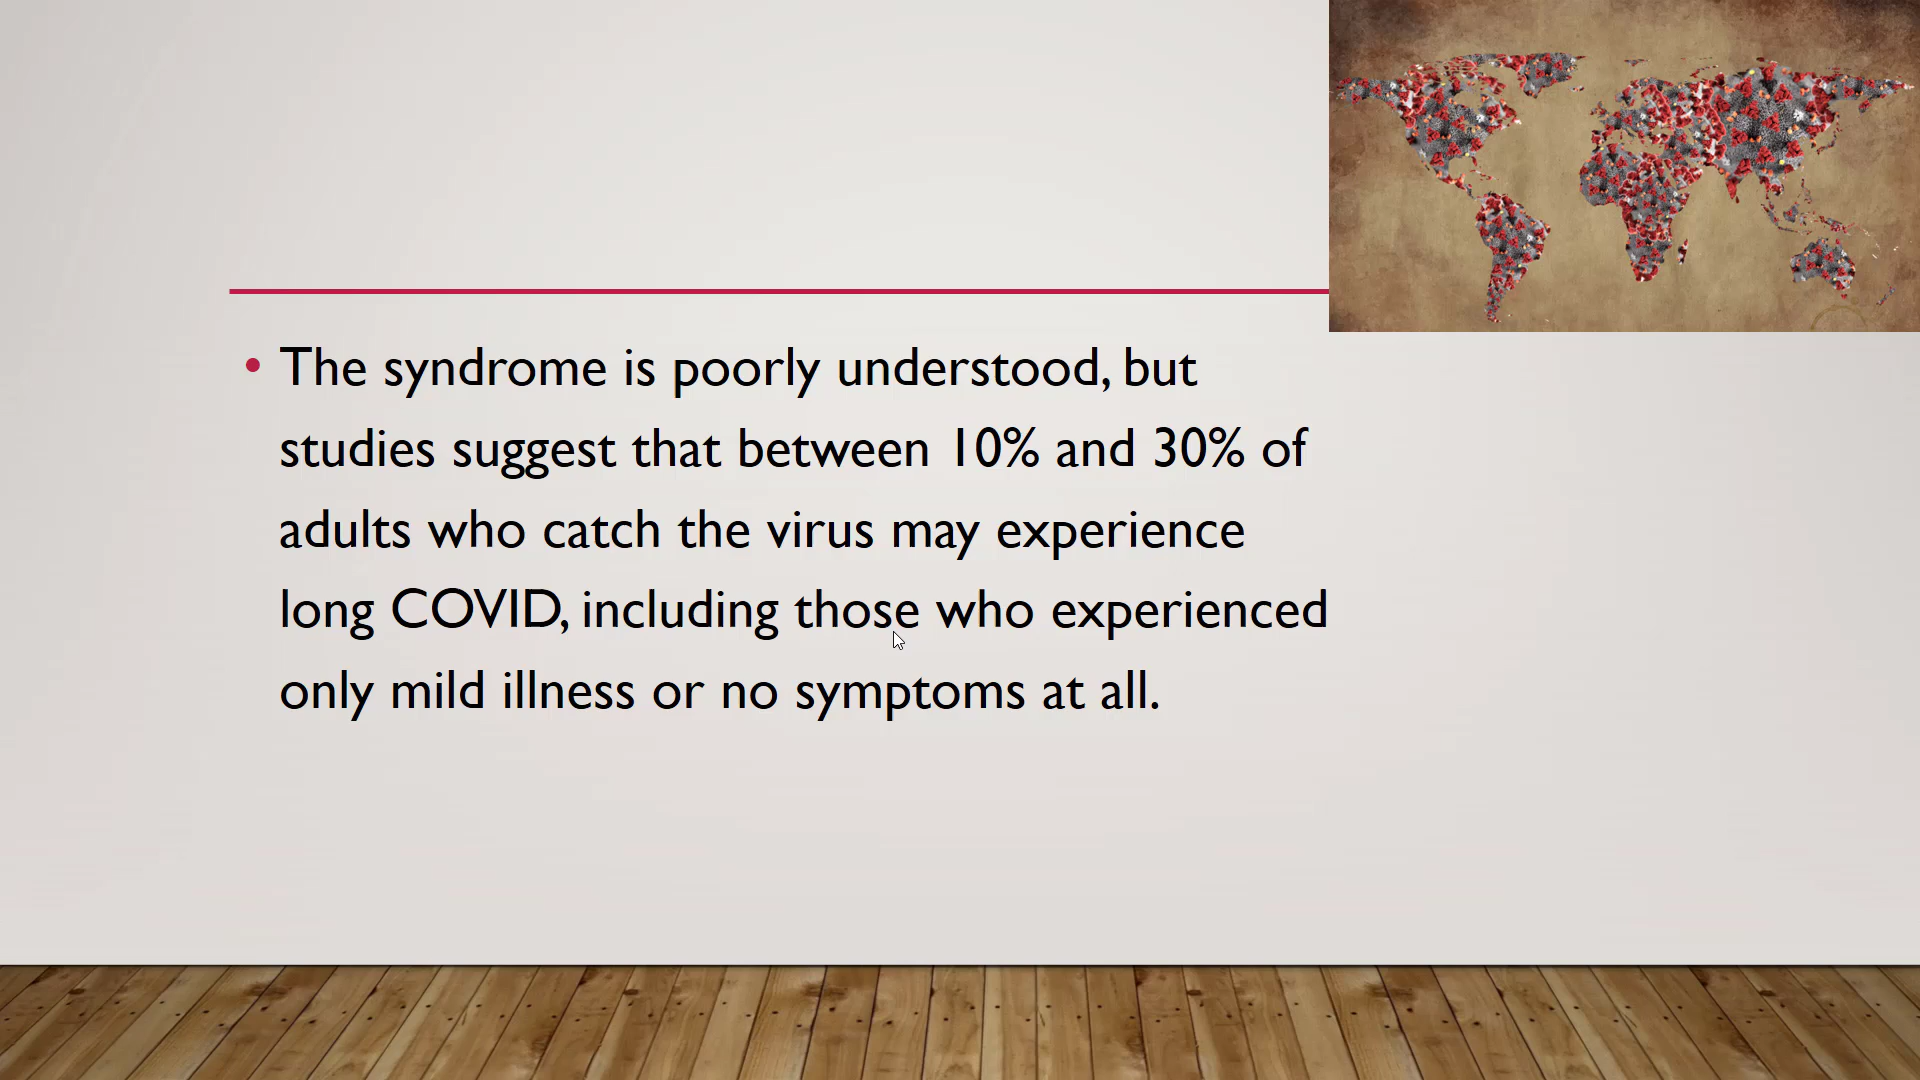 • The syndrome is poorly understood, but
studies suggest that between 10% and 30% of
adults who catch the virus may experience
long COVID, including those who experienced
only mild illness or no symptoms at all.